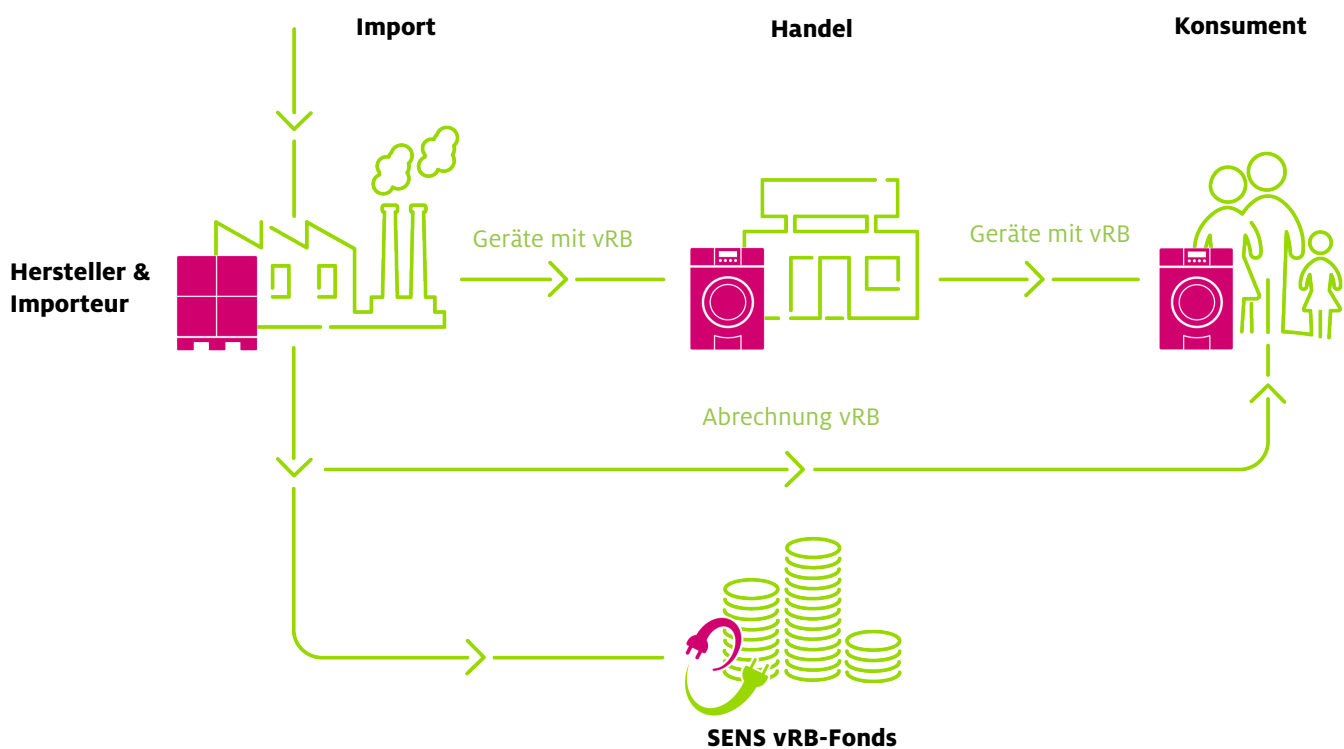 Import
Handel
Konsument
Geräte mit vRB
Geräte mit vRB
Hersteller &
Importeur
Abrechnung vRB
SENS vRB-Fonds